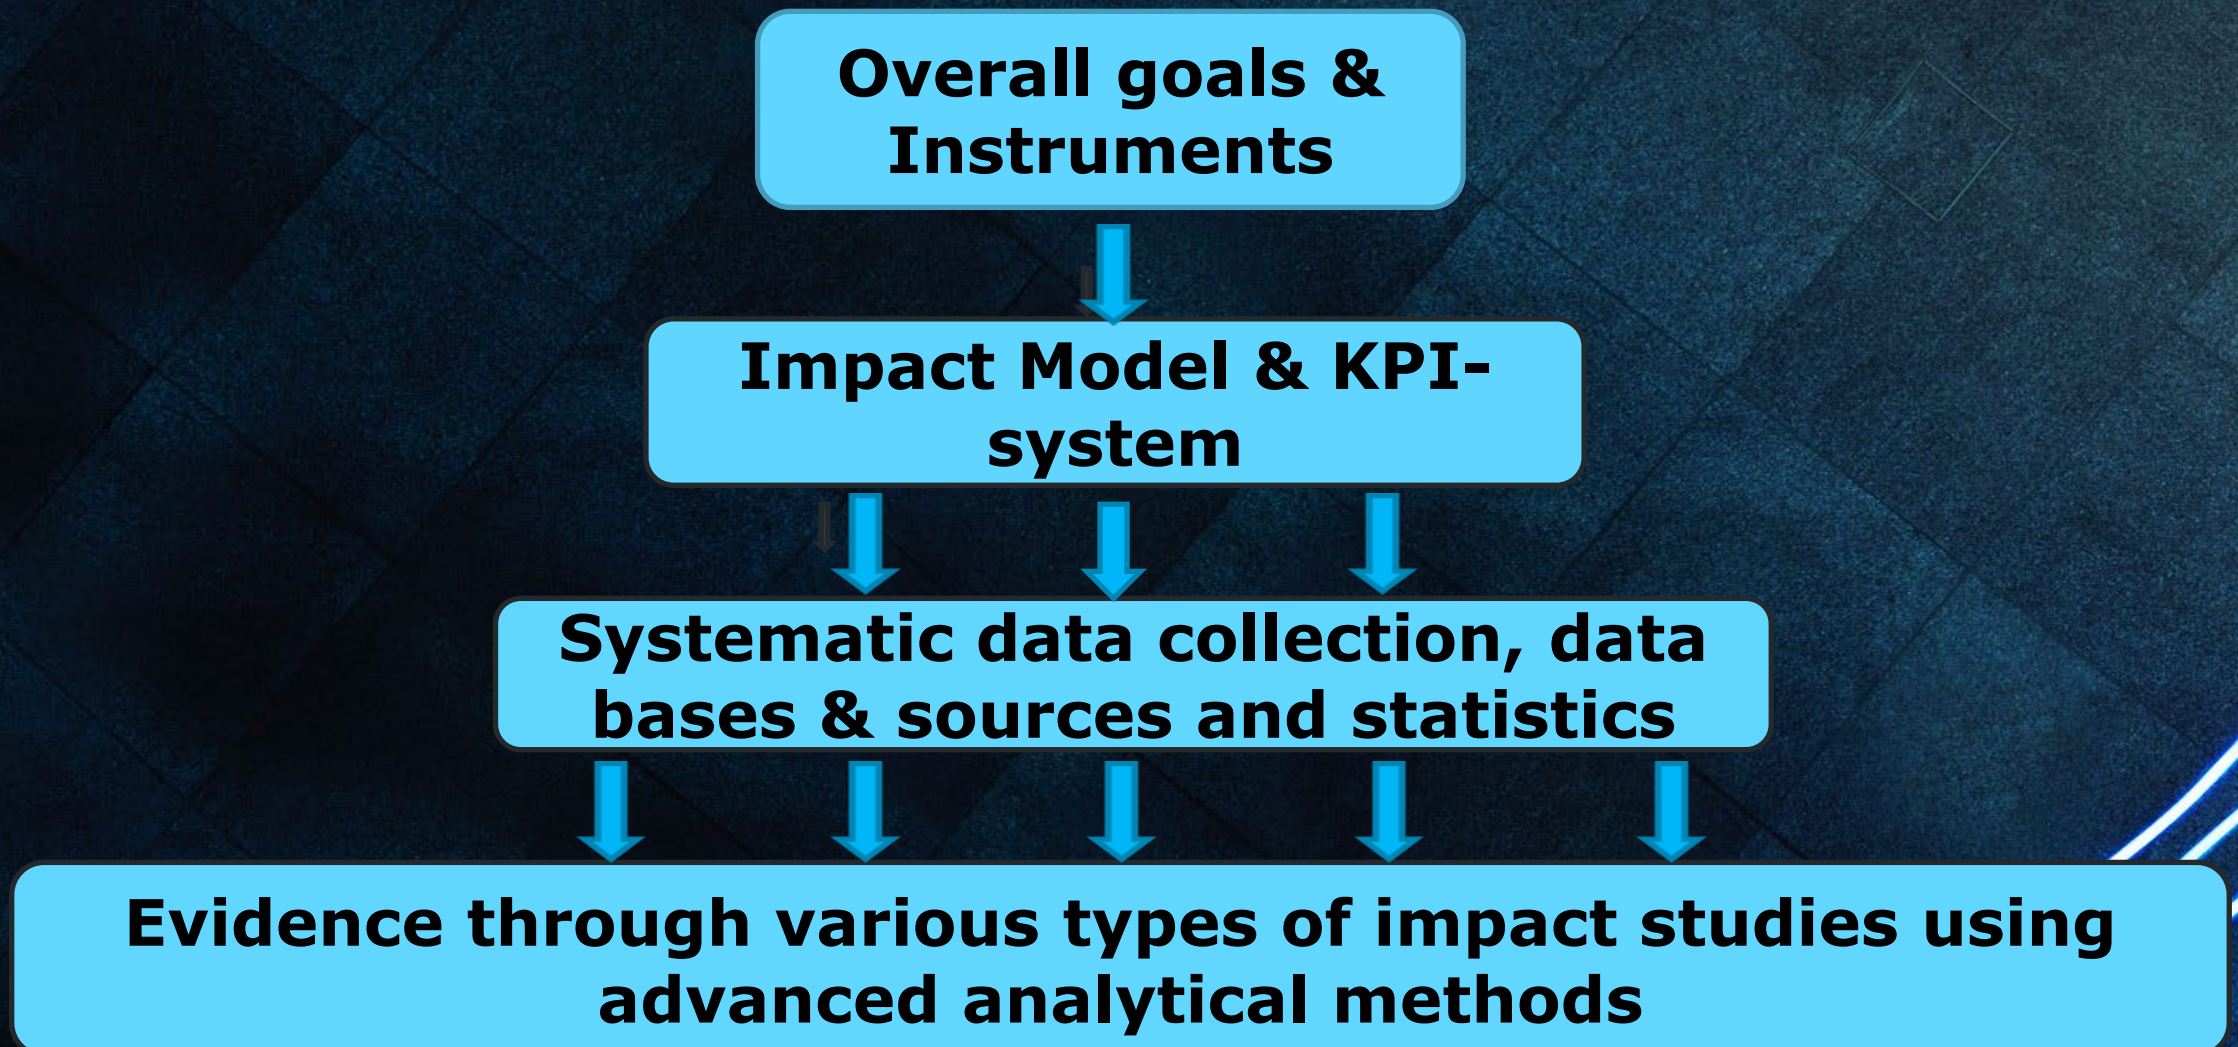 Overall goals &
Instruments
Impact Model & KPI-
system
Systematic data collection, data
bases & sources and statistics
Evidence through various types of impact studies using
advanced analytical methods